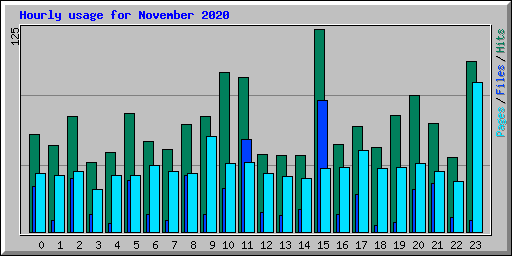 Hourly usage for November 2020
125
Pages / Files / Hits
0 1 2 3 4 5 6 7 8 9 10 11 12 13 14 15 16 17 18 19 20 21 22 23